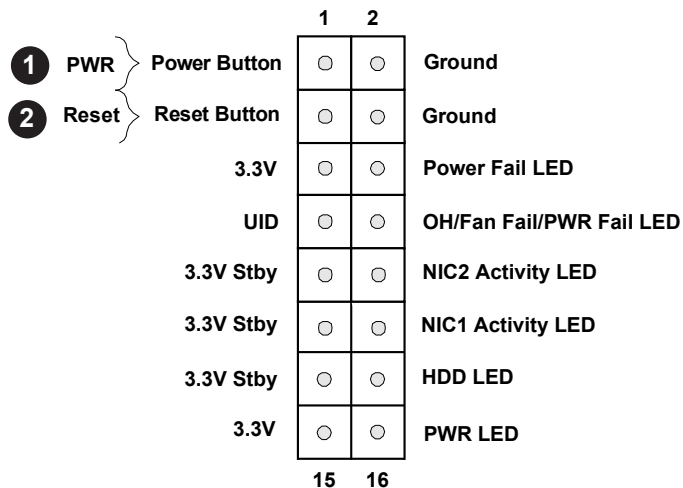 1 2
1 PWR Power Button Ground
2 Reset Reset Button Ground
3.3V Power Fail LED
UID OH/Fan Fail/PWR Fail LED
3.3V Stby NIC2 Activity LED
3.3V Stby NIC1 Activity LED
3.3V Stby HDD LED
3.3V PWR LED
15 16